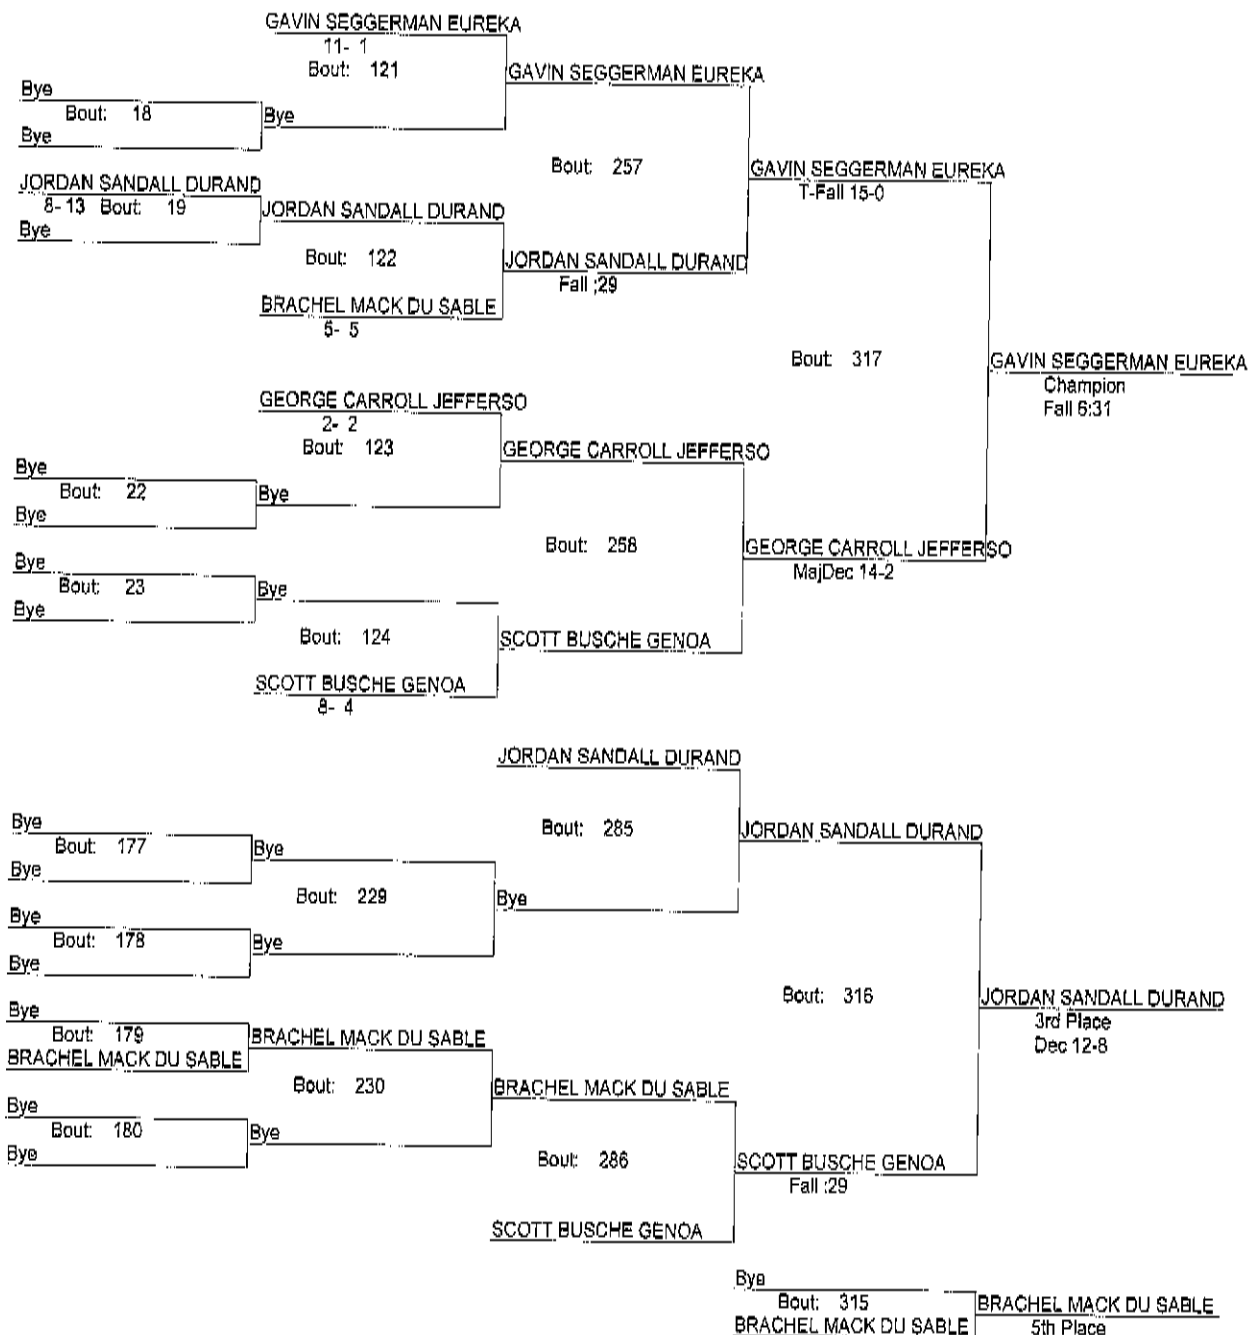 GAVIN SEGGERMAN EUREKA
11- 1
Bout: 121
GAVIN SEGGERMAN EUREKA
Bye
Bout: 18
Bye
Bye
Bout: 257
GAVIN SEGGERMAN EUREKA
T-Fall 15-0
JORDAN SANDALL DURAND
8- 13 Bout: 19
JORDAN SANDALL DURAND
Bye
Bout: 122
JORDAN SANDALL DURAND
Fall ;29
BRACHEL MACK DU SABLE
5- 5
Bout: 317
GAVIN SEGGERMAN EUREKA
Champion
Fall 6:31
GEORGE CARROLL JEFFERSO
2- 2
Bout: 123
GEORGE CARROLL JEFFERSO
Bye
Bout: 22
Bye
Bye
Bout: 258
GEORGE CARROLL JEFFERSO
MajDec 14-2
Bye
Bout: 23
Bye
Bye
Bout: 124
SCOTT BUSCHE GENOA
SCOTT BUSCHE GENOA
8- 4
JORDAN SANDALL DURAND
Bye
Bout: 177
Bye
Bye
Bout: 285
JORDAN SANDALL DURAND
Bout: 229
Bye
Bye
Bout: 178
Bye
Bye
Bout: 316
JORDAN SANDALL DURAND
3rd Place
Dec 12-8
Bye
Bout: 179
BRACHEL MACK DU SABLE
BRACHEL MACK DU SABLE
Bout: 230
BRACHEL MACK DU SABLE
Bye
Bout: 180
Bye
Bye
Bout: 286
SCOTT BUSCHE GENOA
Fall :29
SCOTT BUSCHE GENOA
Bye
Bout: 315
BRACHEL MACK DU SABLE
BRACHEL MACK DU SABLE
5th Place